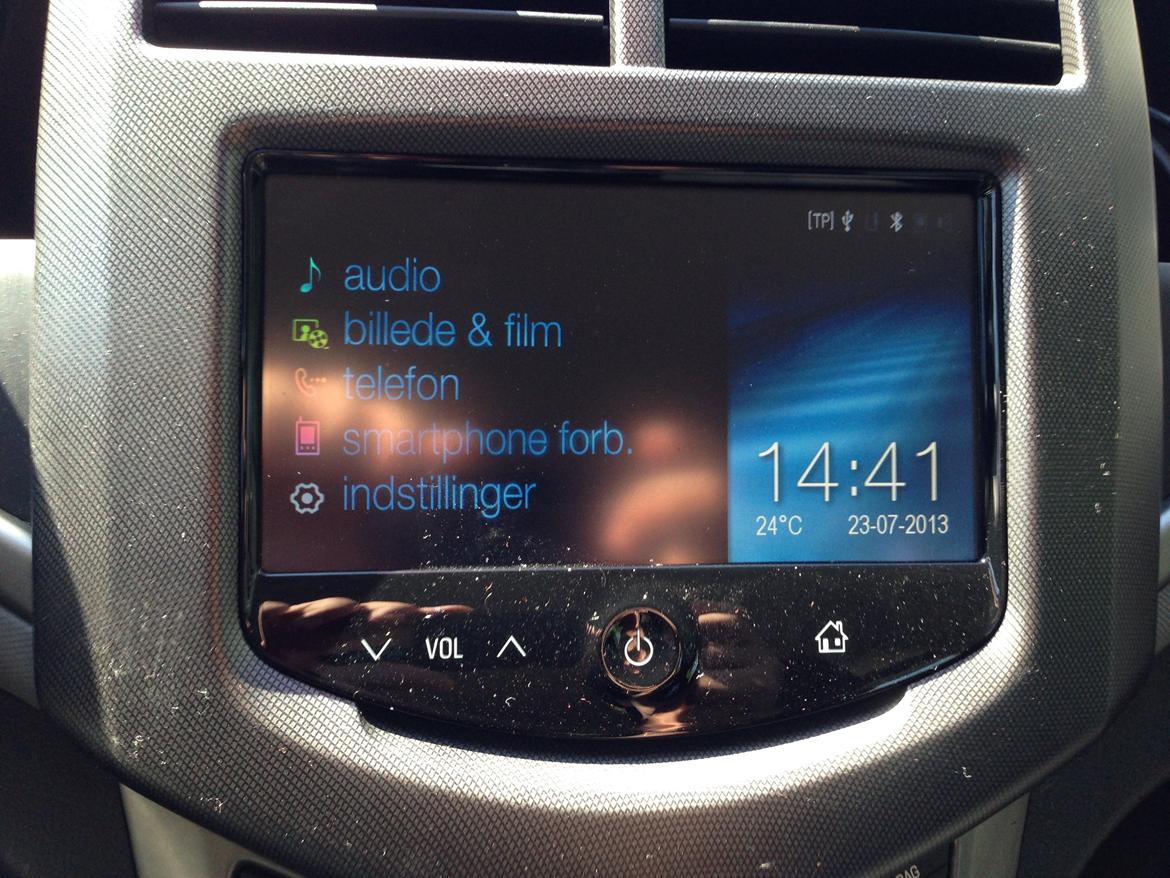 [TP]
audio
billede & film
telefon
smartphone forb.
indstillinger
14:41
24°C 23-07-2013
VOL